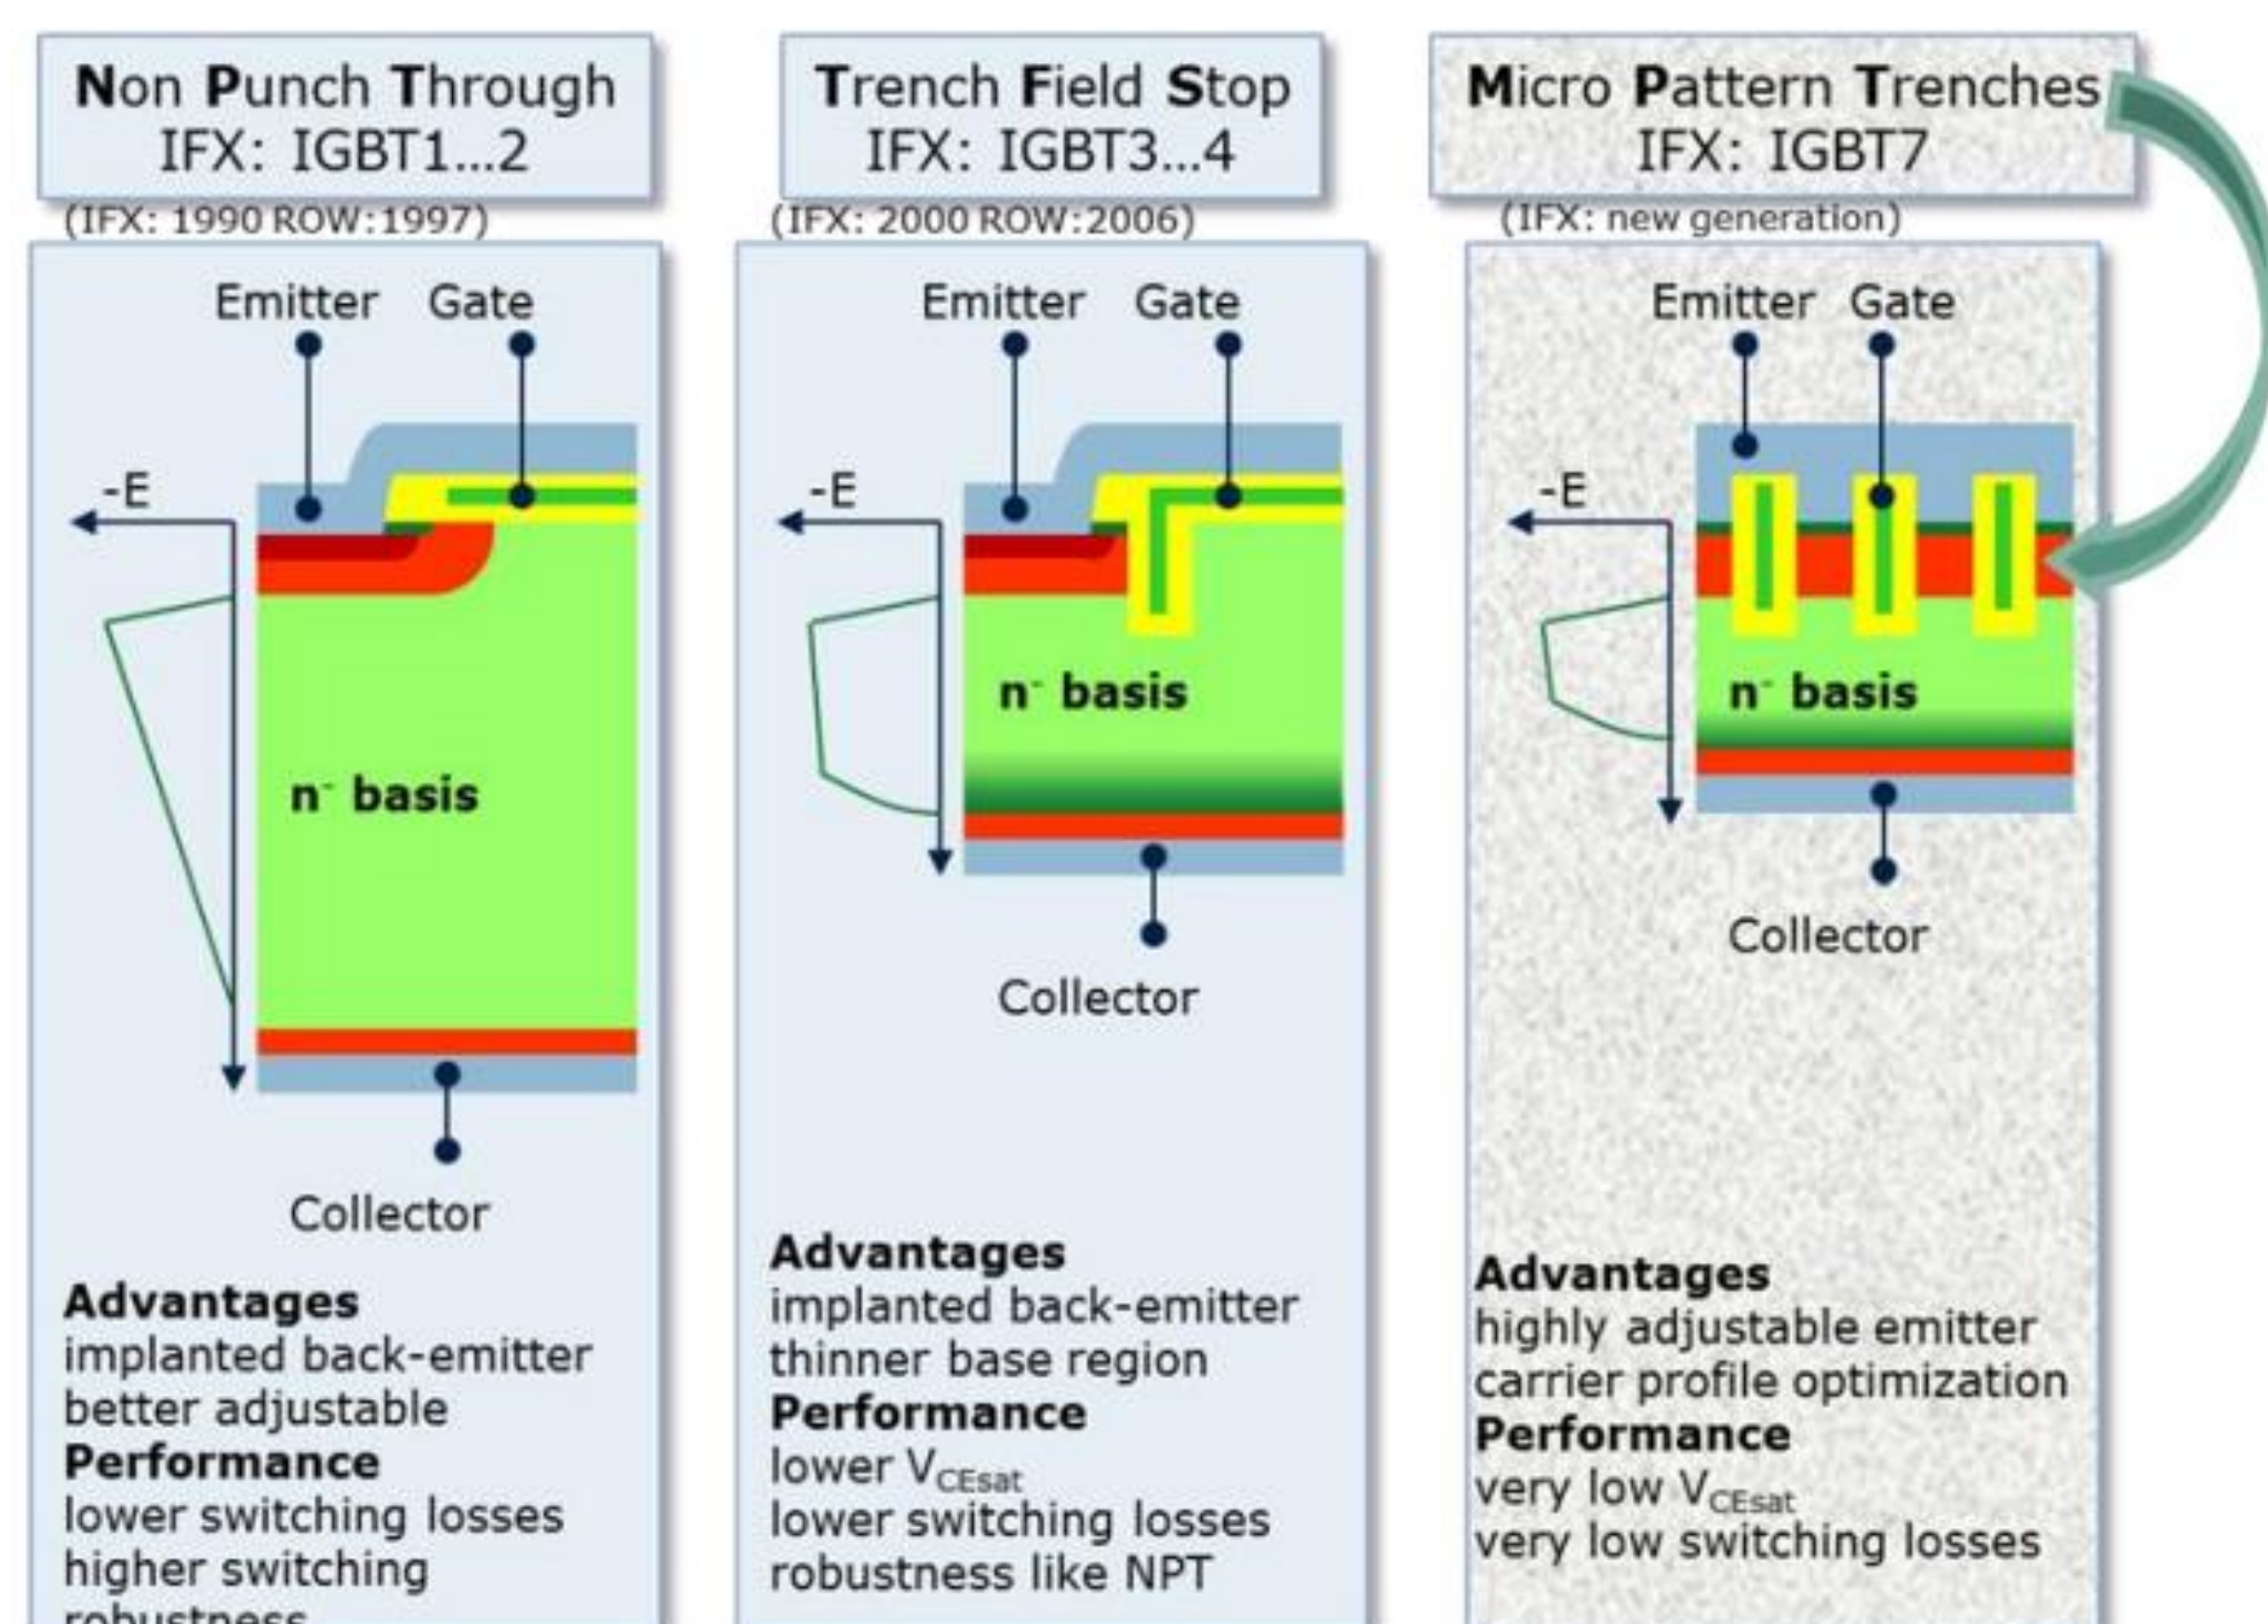 Non Punch Through
IFX: IGBT1...2
(IFX: 1990 ROW:1997)
Emitter Gate
-E
n⁻ basis
Collector
Advantages
implanted back-emitter
better adjustable
Performance
lower switching losses
higher switching
robustness
Trench Field Stop
IFX: IGBT3...4
(IFX: 2000 ROW:2006)
Emitter Gate
-E
n⁻ basis
Collector
Advantages
implanted back-emitter
thinner base region
Performance
lower VCEsat
lower switching losses
robustness like NPT
Micro Pattern Trenches
IFX: IGBT7
(IFX: new generation)
Emitter Gate
-E
n⁻ basis
Collector
Advantages
highly adjustable emitter
carrier profile optimization
Performance
very low VCEsat
very low switching losses